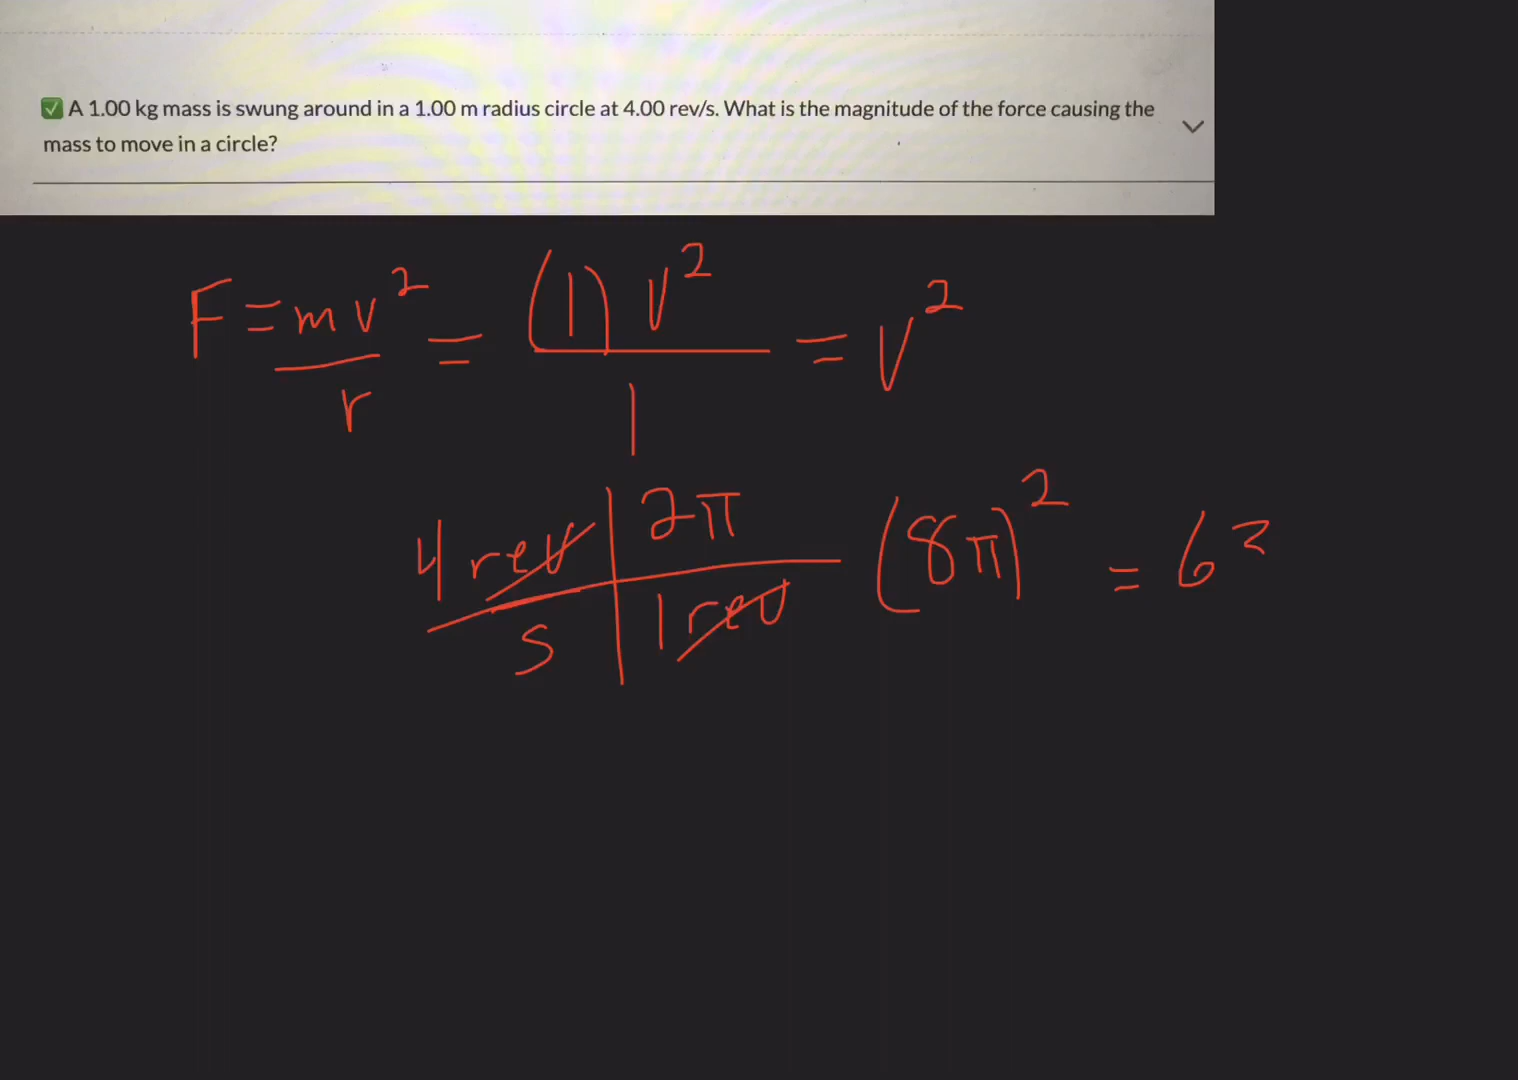 ✅ A 1.00 kg mass is swung around in a 1.00 m radius circle at 4.00 rev/s. What is the magnitude of the force causing the
mass to move in a circle?
F = mv² / r = (1) v² / 1 = v²
4 rev / s | 2π / 1 rev (8π)² = 63